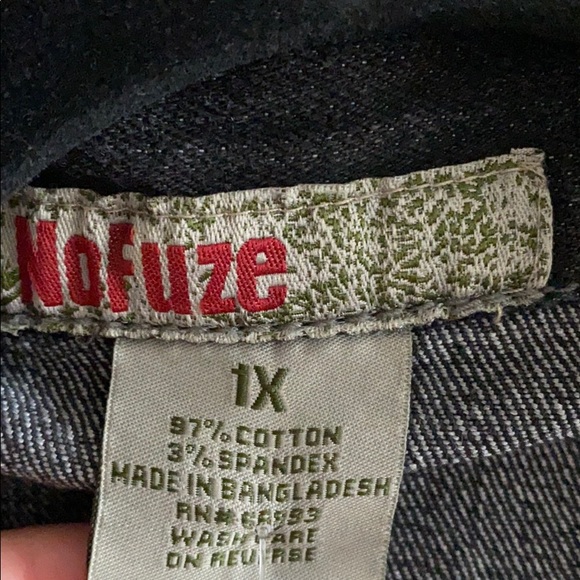 NoFuze
1X
97% COTTON
3% SPANDEX
MADE IN BANGLADESH
RN#
WASH CARE
ON REVERSE